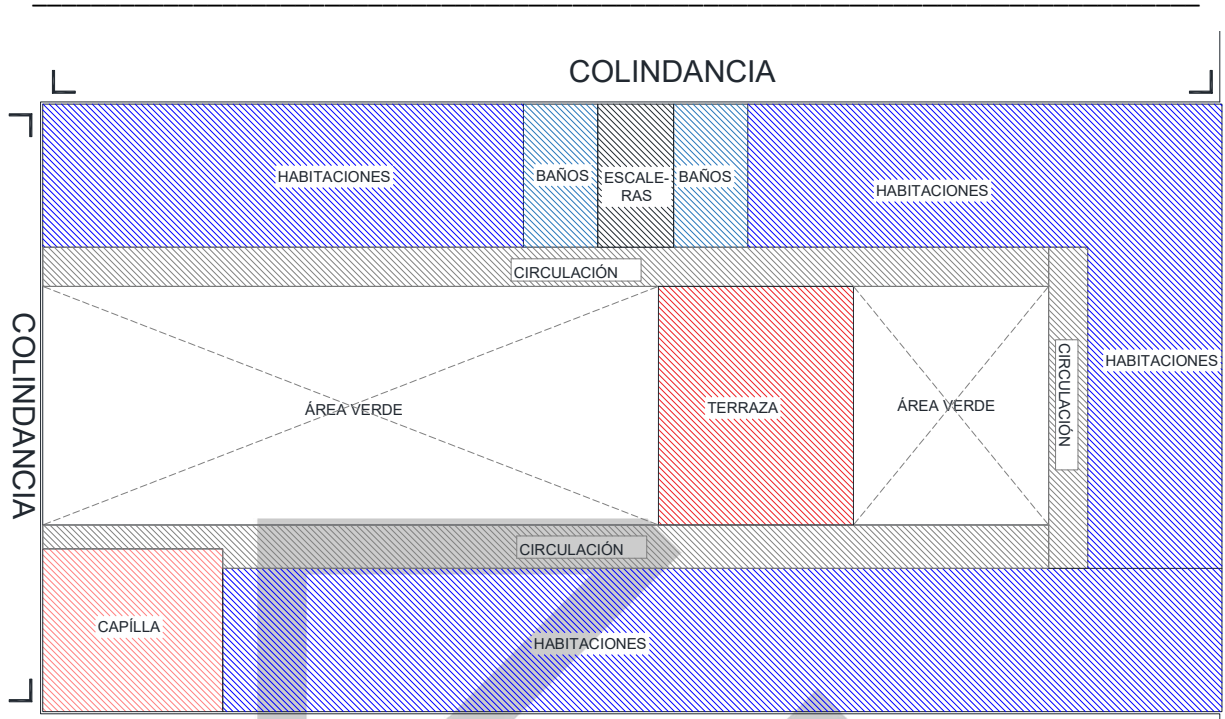 COLINDANCIA
COLINDANCIA
HABITACIONES
BAÑOS
ESCALE-
RAS
BAÑOS
HABITACIONES
CIRCULACIÓN
ÁREA VERDE
TERRAZA
ÁREA VERDE
CIRCULACIÓN
HABITACIONES
CIRCULACIÓN
CAPÍLLA
HABITACIONES